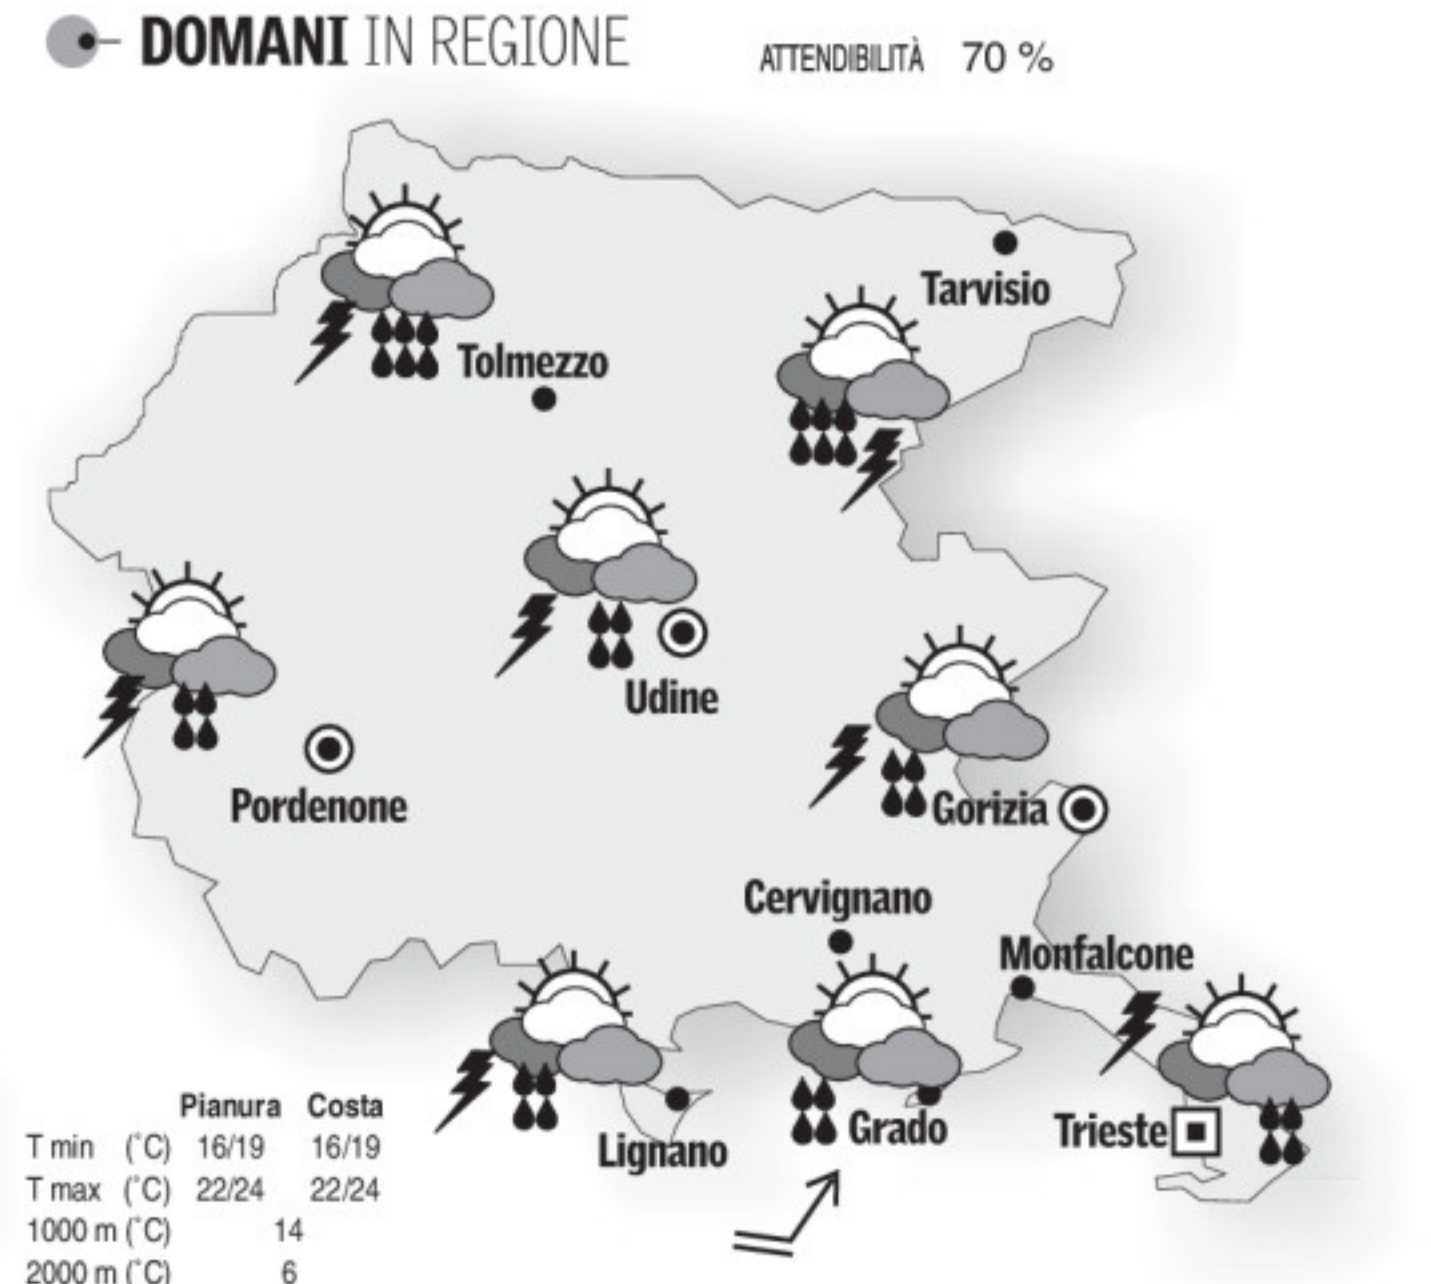 DOMANI IN REGIONE
ATTENDIBILITÀ 70 %
Tarvisio
Tolmezzo
Udine
Pordenone
Gorizia
Cervignano
Monfalcone
Grado
Trieste
Lignano
Pianura Costa
T min (°C) 16/19 16/19
T max (°C) 22/24 22/24
1000 m (°C) 14
2000 m (°C) 6